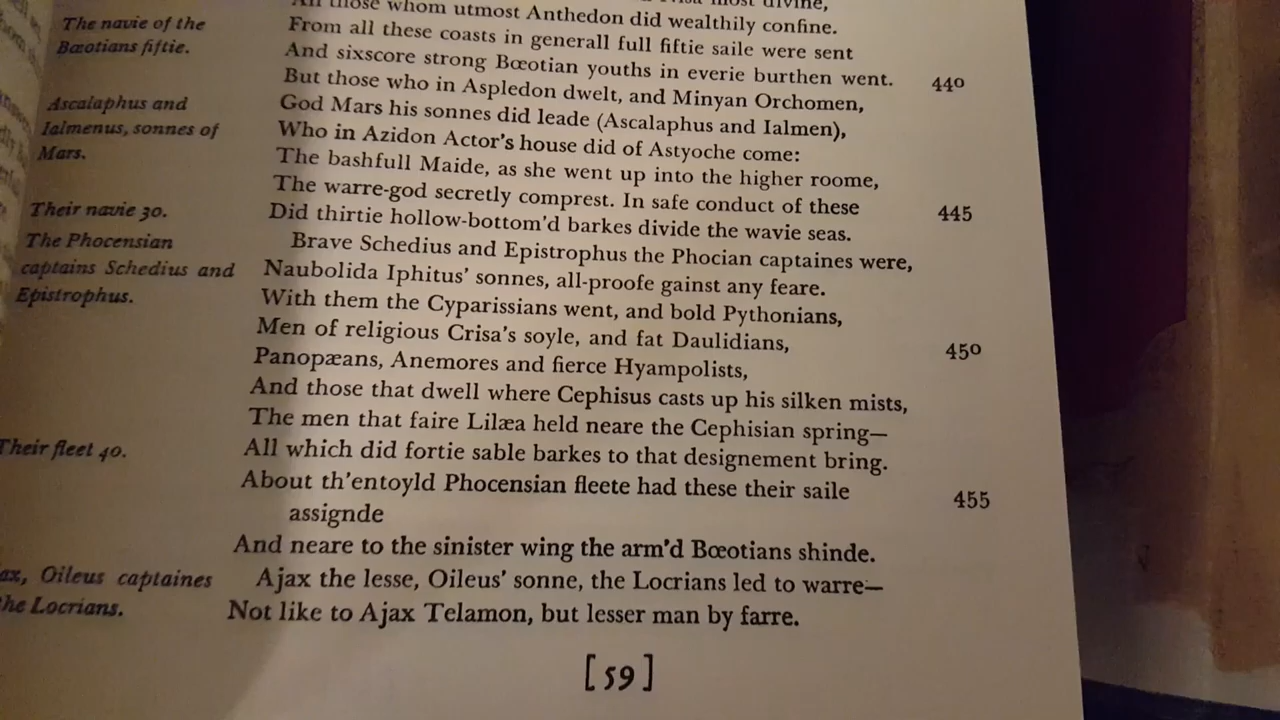 those whom utmost Anthedon did wealthily confine.
The navie of the
Bœotians fiftie.
From all these coasts in generall full fiftie saile were sent
And sixscore strong Bœotian youths in everie burthen went. 440
But those who in Aspledon dwelt, and Minyan Orchomen,
Ascalaphus and
Ialmenus, sonnes of
Mars.
God Mars his sonnes did leade (Ascalaphus and Ialmen),
Who in Azidon Actor's house did of Astyoche come:
The bashfull Maide, as she went up into the higher roome,
The warre-god secretly comprest. In safe conduct of these 445
Their navie 30.
Did thirtie hollow-bottom'd barkes divide the wavie seas.
The Phocensian
captains Schedius and
Epistrophus.
Brave Schedius and Epistrophus the Phocian captaines were,
Naubolida Iphitus' sonnes, all-proofe gainst any feare.
With them the Cyparissians went, and bold Pythonians,
Men of religious Crisa's soyle, and fat Daulidians, 450
Panopæans, Anemores and fierce Hyampolists,
And those that dwell where Cephisus casts up his silken mists,
The men that faire Lilæa held neare the Cephisian spring—
Their fleet 40.
All which did fortie sable barkes to that designement bring.
About th'entoyld Phocensian fleete had these their saile 455
assignde
And neare to the sinister wing the arm'd Bœotians shinde.
ax, Oileus captaines
he Locrians.
Ajax the lesse, Oileus' sonne, the Locrians led to warre—
Not like to Ajax Telamon, but lesser man by farre.
[59]